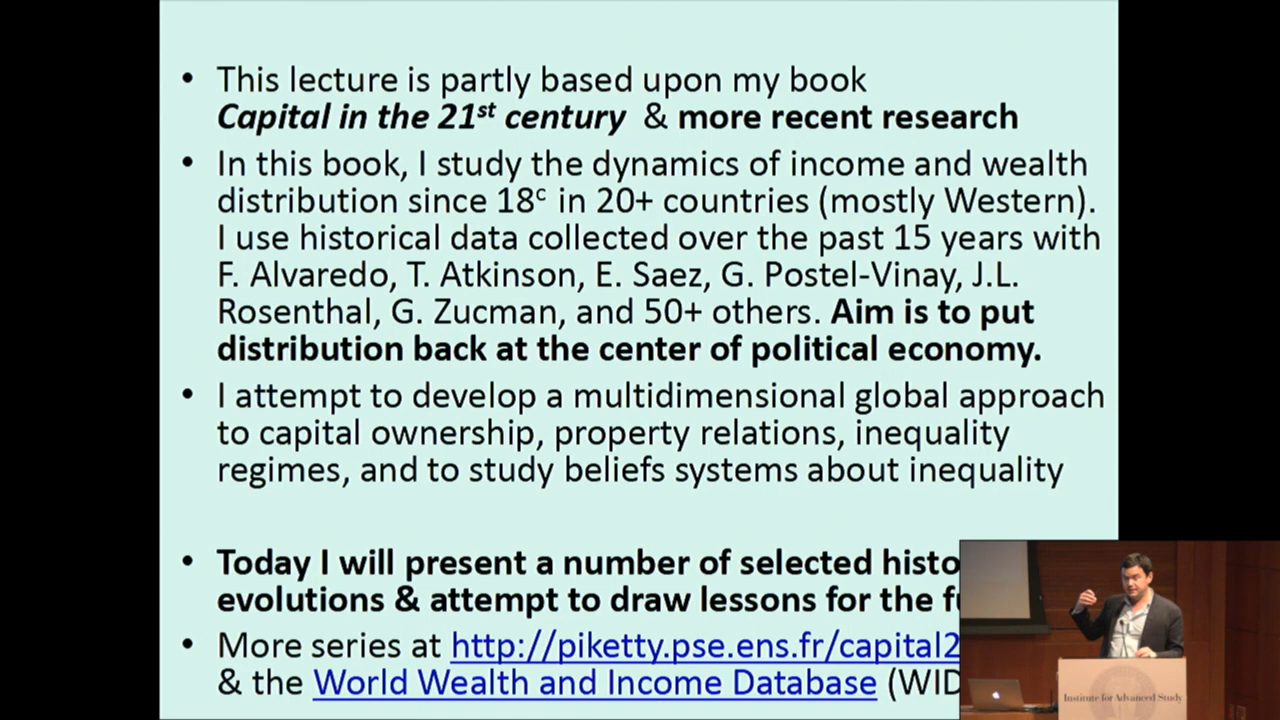 • This lecture is partly based upon my book
Capital in the 21st century & more recent research
• In this book, I study the dynamics of income and wealth
distribution since 18c in 20+ countries (mostly Western).
I use historical data collected over the past 15 years with
F. Alvaredo, T. Atkinson, E. Saez, G. Postel-Vinay, J.L.
Rosenthal, G. Zucman, and 50+ others. Aim is to put
distribution back at the center of political economy.
• I attempt to develop a multidimensional global approach
to capital ownership, property relations, inequality
regimes, and to study beliefs systems about inequality
• Today I will present a number of selected histo
evolutions & attempt to draw lessons for the f
• More series at http://piketty.pse.ens.fr/capital2
& the World Wealth and Income Database (WID
Institute for Advanced Study